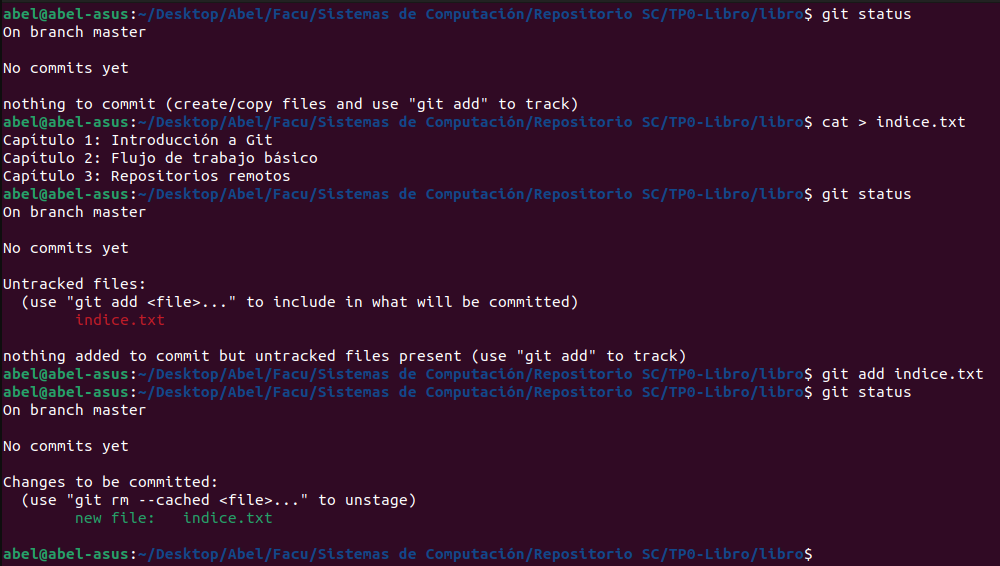 abel@abel-asus:~/Desktop/Abel/Facu/Sistemas de Computación/Repositorio SC/TP0-Libro/libro$ git status
On branch master

No commits yet

nothing to commit (create/copy files and use "git add" to track)
abel@abel-asus:~/Desktop/Abel/Facu/Sistemas de Computación/Repositorio SC/TP0-Libro/libro$ cat > indice.txt
Capítulo 1: Introducción a Git
Capítulo 2: Flujo de trabajo básico
Capítulo 3: Repositorios remotos
abel@abel-asus:~/Desktop/Abel/Facu/Sistemas de Computación/Repositorio SC/TP0-Libro/libro$ git status
On branch master

No commits yet

Untracked files:
  (use "git add <file>..." to include in what will be committed)
        indice.txt

nothing added to commit but untracked files present (use "git add" to track)
abel@abel-asus:~/Desktop/Abel/Facu/Sistemas de Computación/Repositorio SC/TP0-Libro/libro$ git add indice.txt
abel@abel-asus:~/Desktop/Abel/Facu/Sistemas de Computación/Repositorio SC/TP0-Libro/libro$ git status
On branch master

No commits yet

Changes to be committed:
  (use "git rm --cached <file>..." to unstage)
        new file:   indice.txt

abel@abel-asus:~/Desktop/Abel/Facu/Sistemas de Computación/Repositorio SC/TP0-Libro/libro$